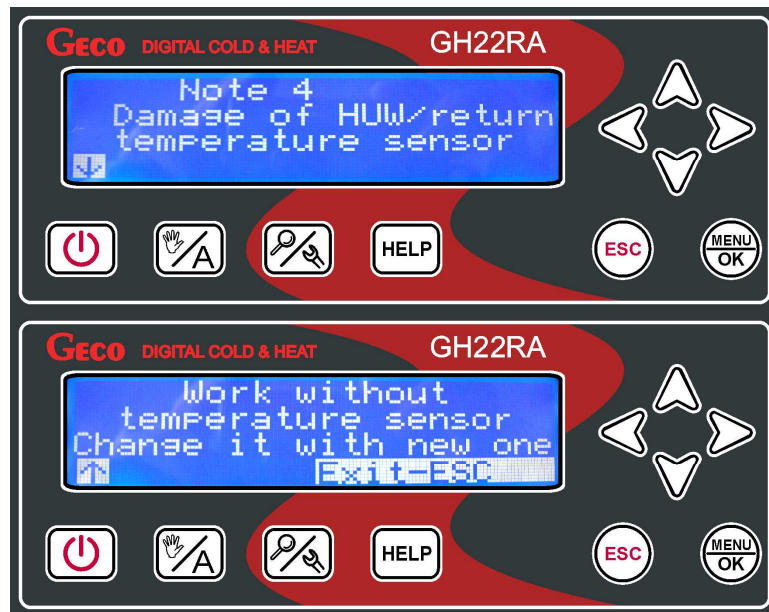 GECO DIGITAL COLD & HEAT GH22RA
Note 4
Damage of HUW/return
temperature sensor
A HELP ESC MENU
OK
GECO DIGITAL COLD & HEAT GH22RA
Work without
temperature sensor
Change it with new one
Exit-ESC
A HELP ESC MENU
OK